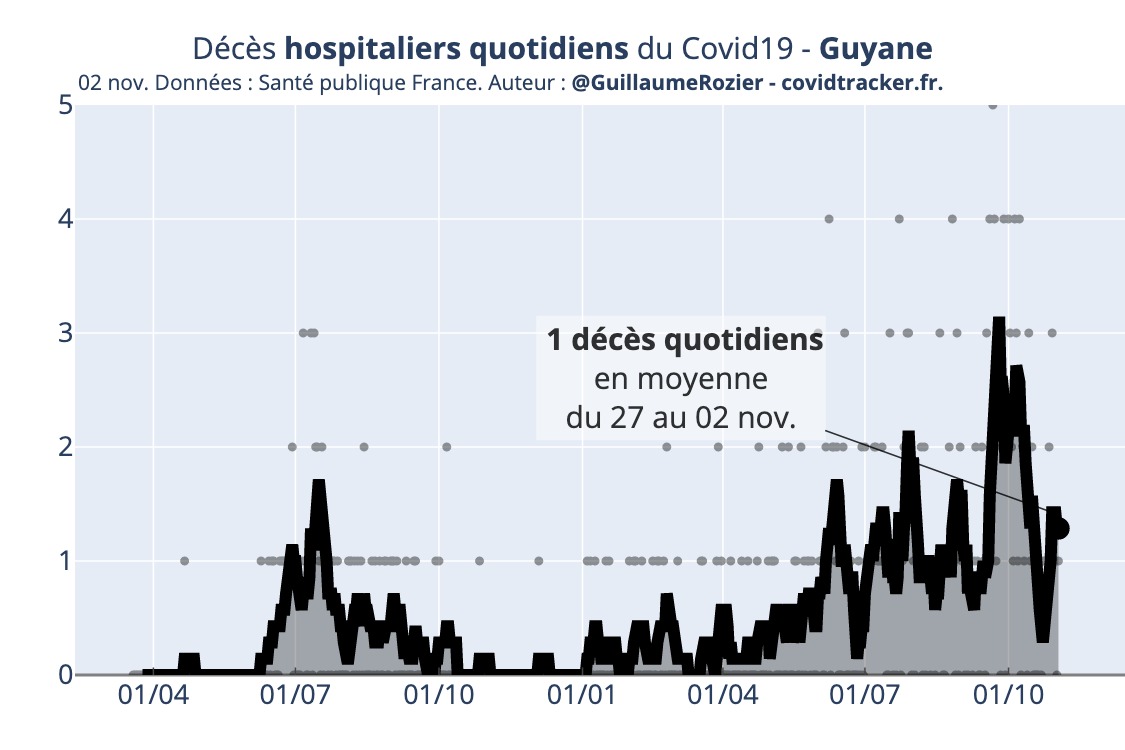 Décès hospitaliers quotidiens du Covid19 - Guyane
02 nov. Données : Santé publique France. Auteur : @GuillaumeRozier - covidtracker.fr.
5
4
3
2
1
0
1 décès quotidiens
en moyenne
du 27 au 02 nov.
01/04 01/07 01/10 01/01 01/04 01/07 01/10